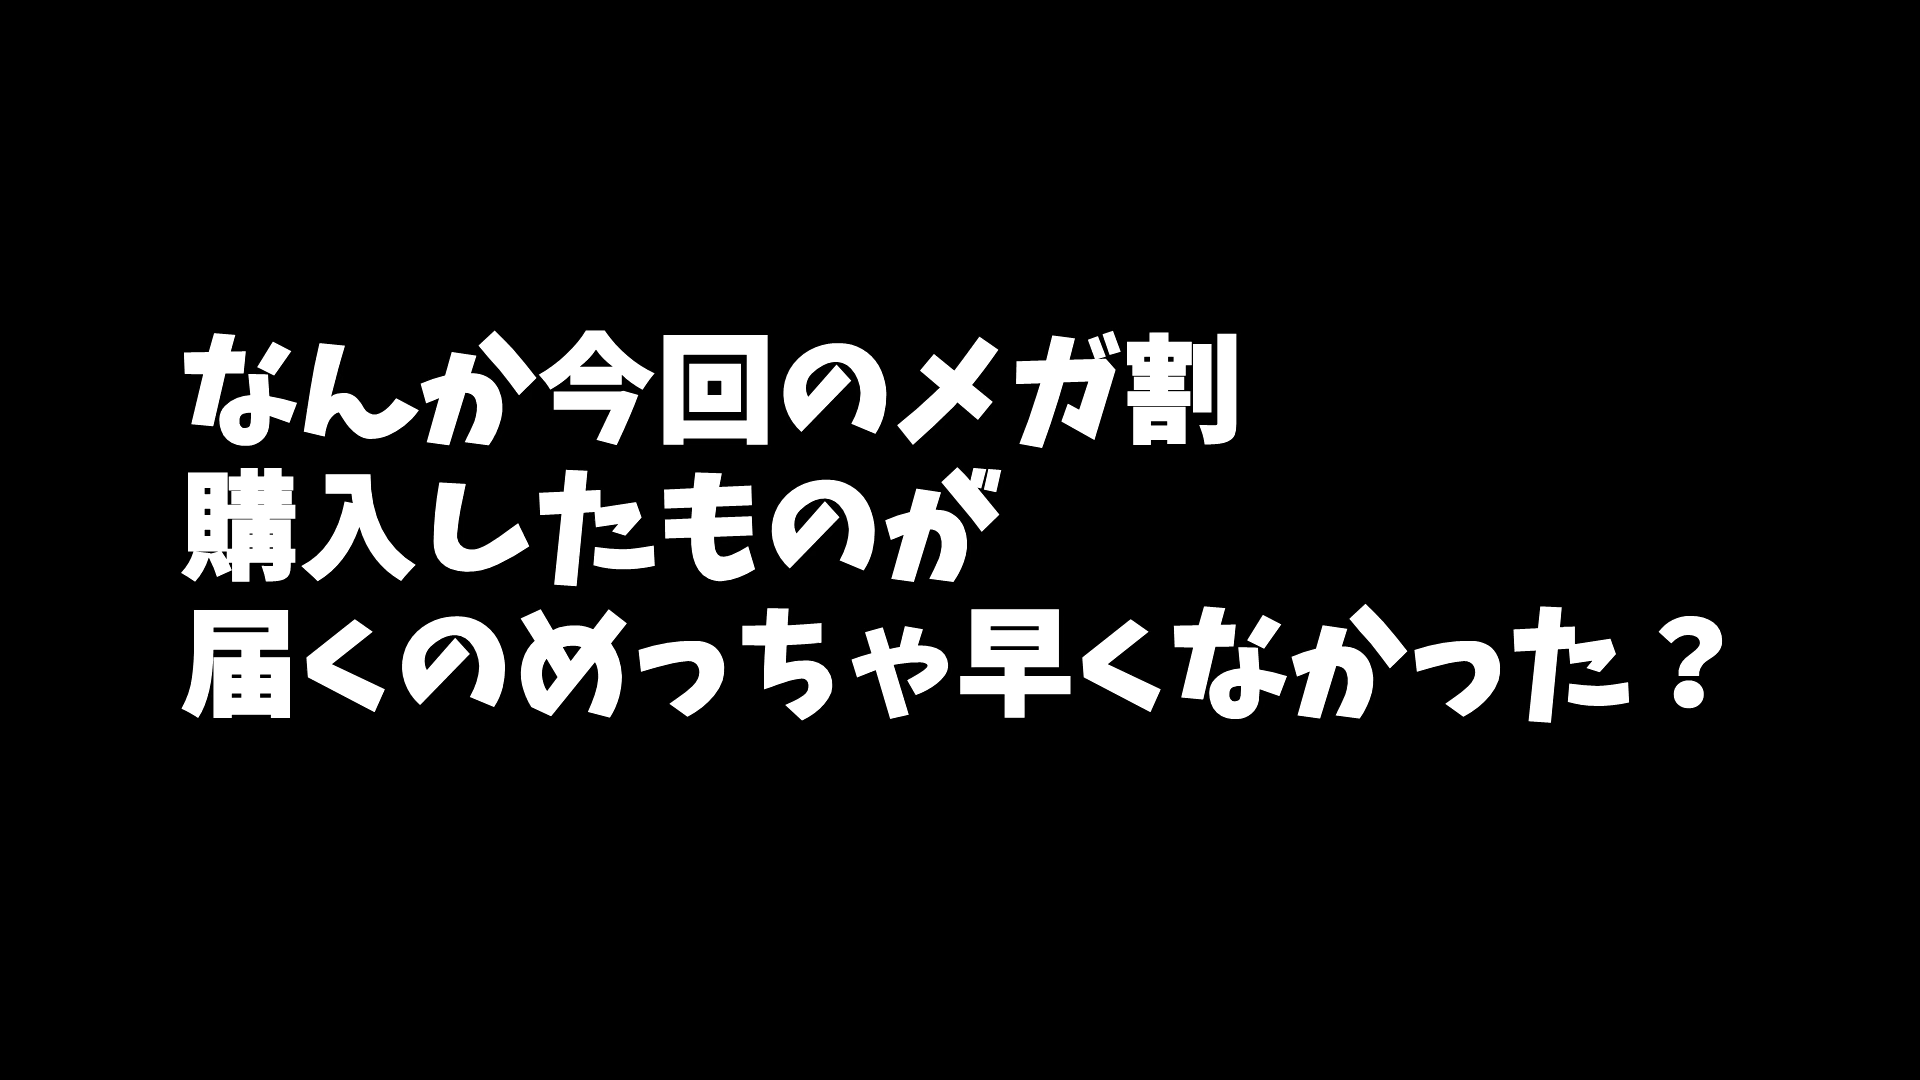 なんか今回のメガ割
購入したものが
届くのめっちゃ早くなかった？